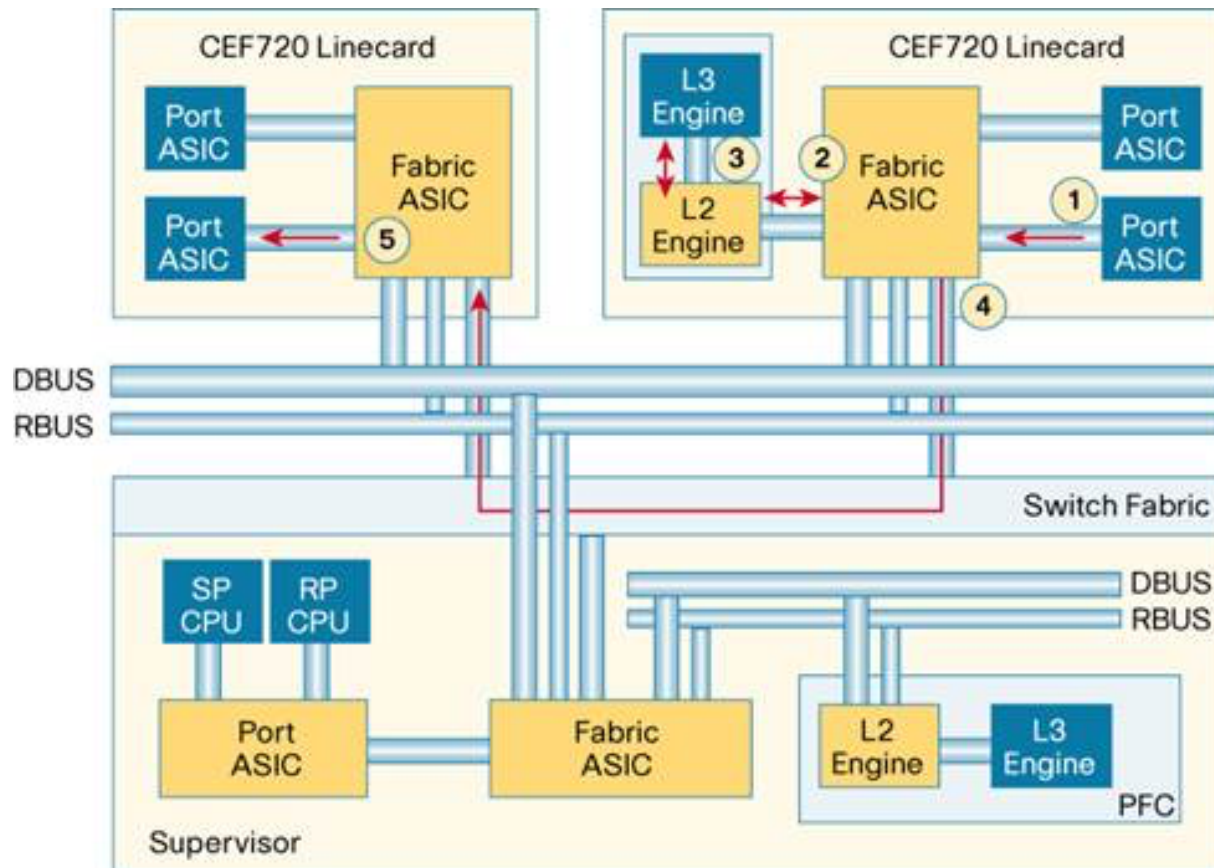 CEF720 Linecard
Port
ASIC
Port
ASIC
Fabric
ASIC
5
CEF720 Linecard
L3
Engine
3
2
L2
Engine
Fabric
ASIC
Port
ASIC
1
Port
ASIC
4
DBUS
RBUS
Switch Fabric
SP
CPU
RP
CPU
DBUS
RBUS
Port
ASIC
Fabric
ASIC
L2
Engine
L3
Engine
PFC
Supervisor